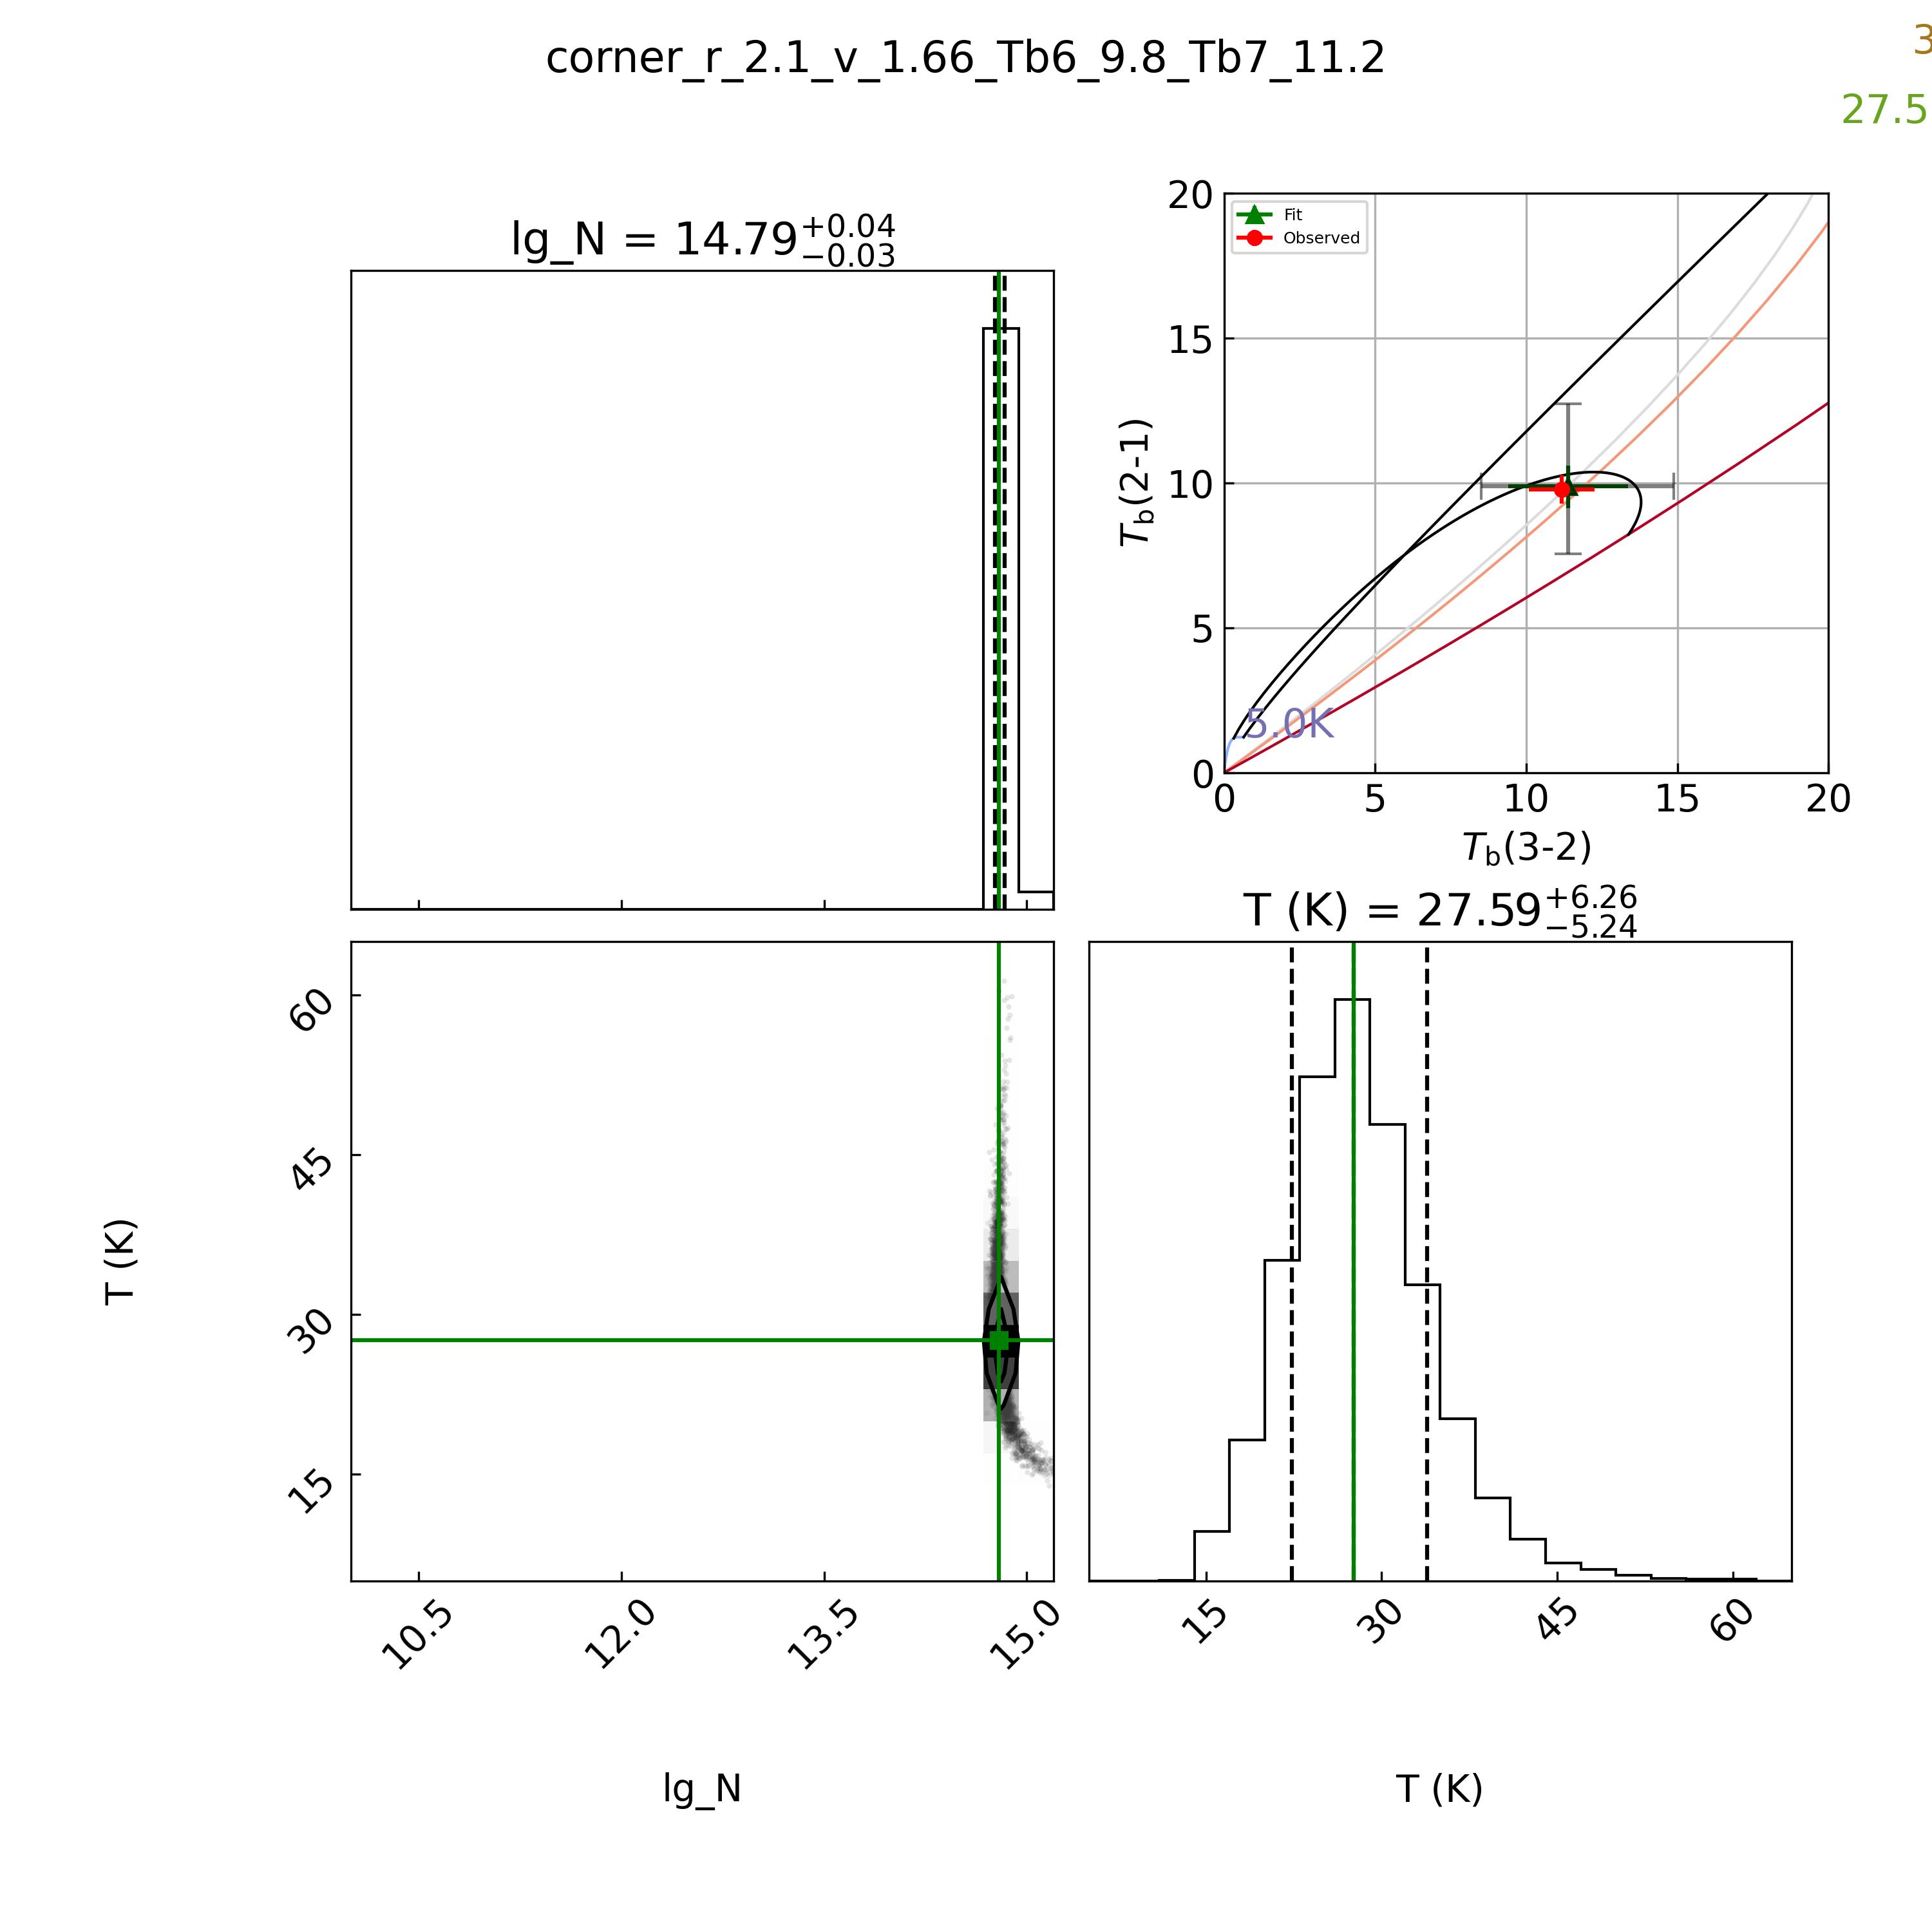 corner_r_2.1_v_1.66_Tb6_9.8_Tb7_11.2
3
27.5
lg_N = 14.79+0.04−0.03
20
15
10
5
0
Fit
Observed
5.0K
Tb(2-1)
0 5 10 15 20
Tb(3-2)
T (K) = 27.59+6.26−5.24
60
45
30
15
T (K)
10.5 12.0 13.5 15.0
15 30 45 60
lg_N
T (K)